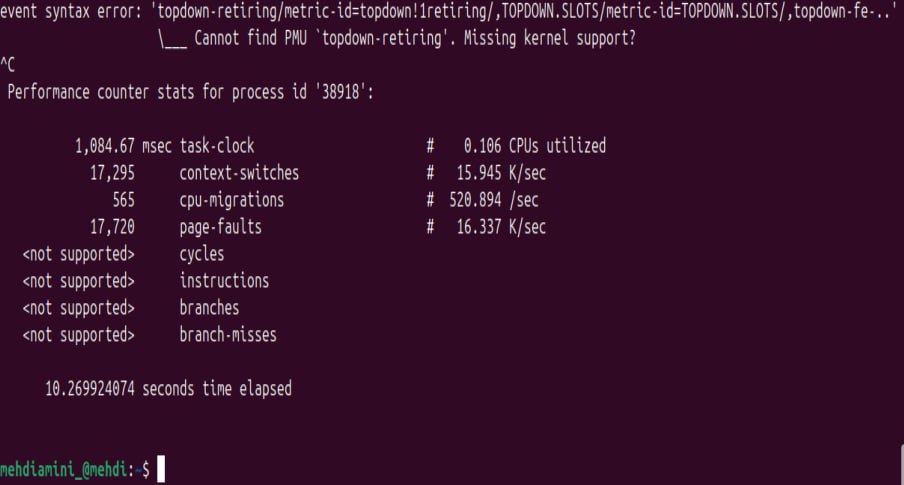 event syntax error: 'topdown-retiring/metric-id=topdown!1retiring/,TOPDOWN.SLOTS/metric-id=TOPDOWN.SLOTS/,topdown-fe-..'
\___ Cannot find PMU `topdown-retiring'. Missing kernel support?
^C
Performance counter stats for process id '38918':
1,084.67 msec task-clock # 0.106 CPUs utilized
17,295 context-switches # 15.945 K/sec
565 cpu-migrations # 520.894 /sec
17,720 page-faults # 16.337 K/sec
<not supported> cycles
<not supported> instructions
<not supported> branches
<not supported> branch-misses
10.269924074 seconds time elapsed
mehdiamini_@mehdi:~$